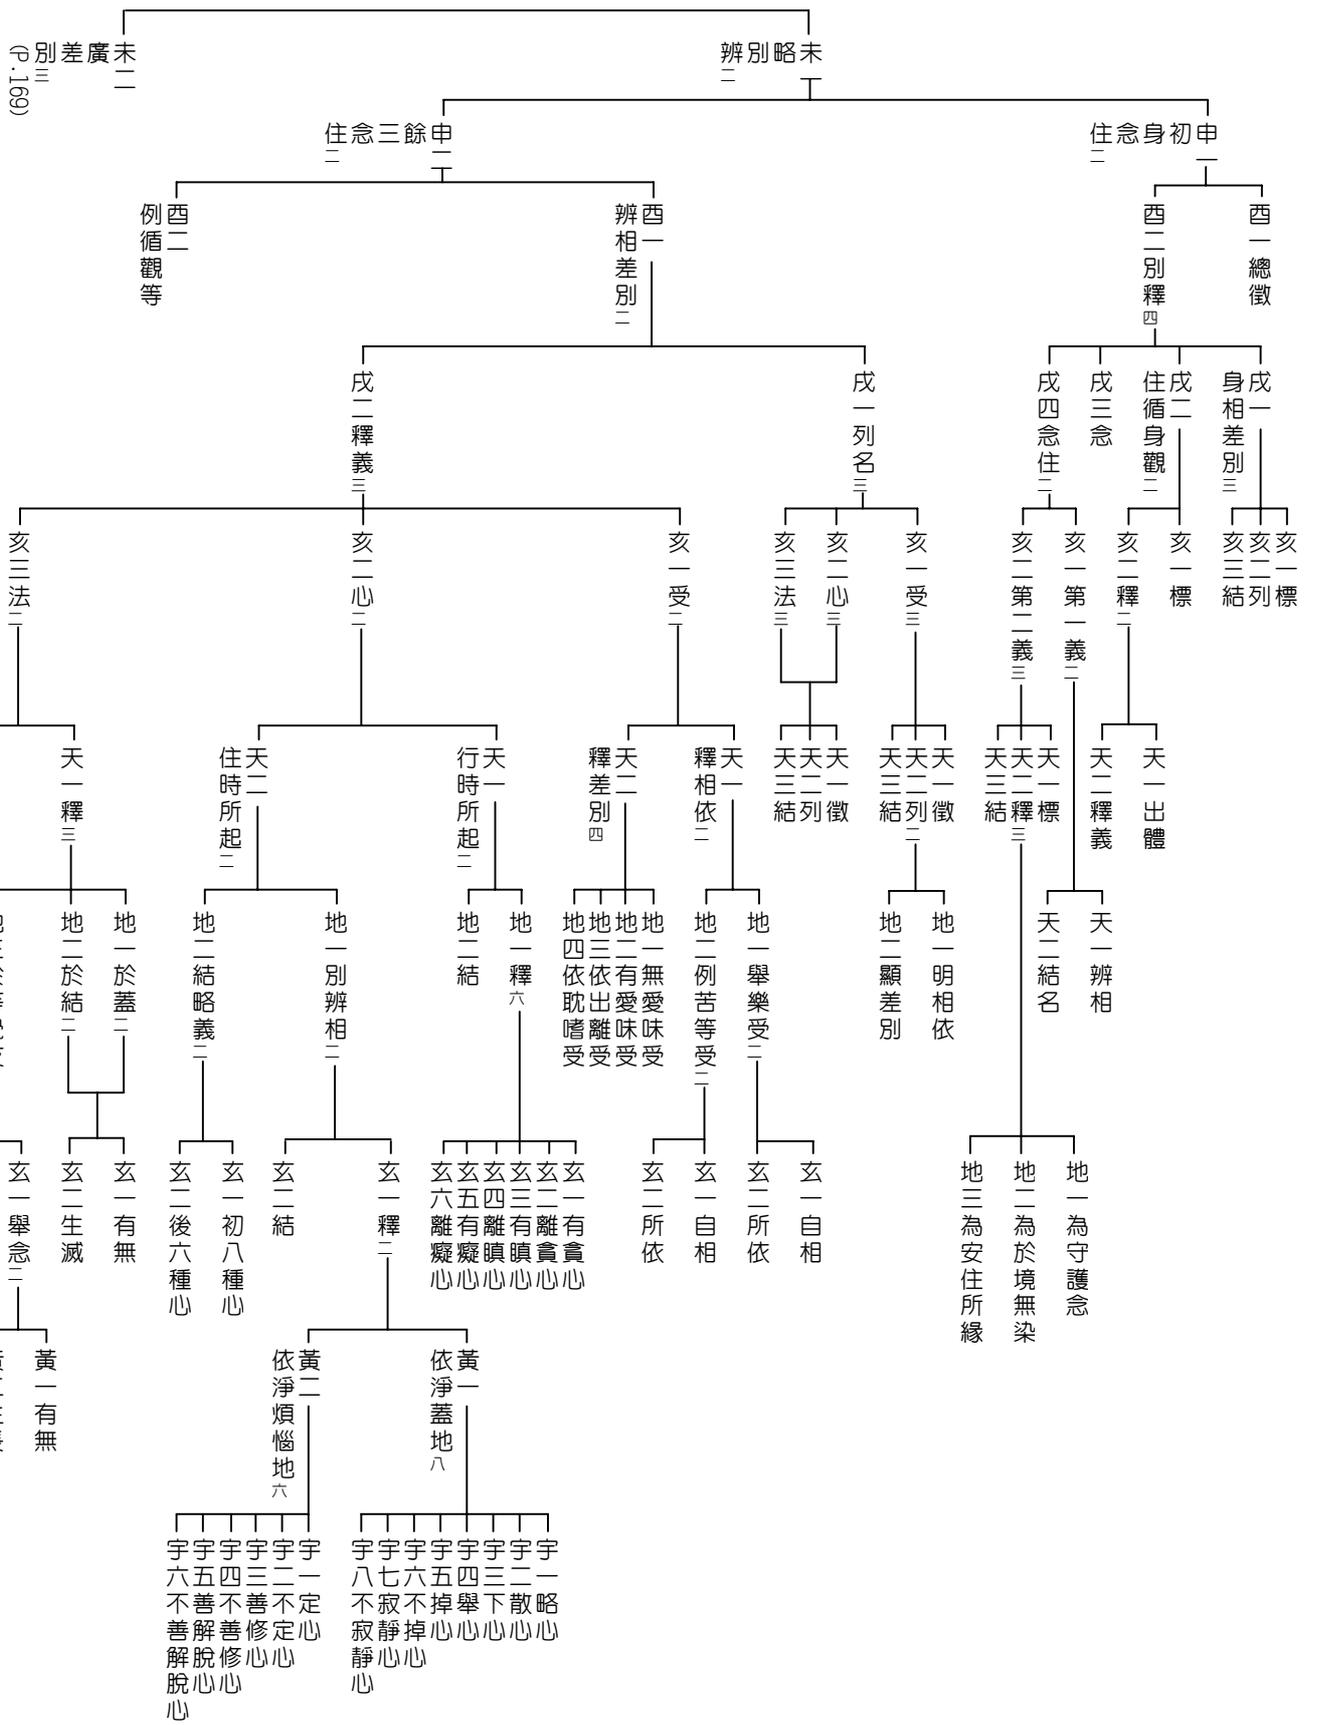 未一略別辨二
未二廣差別三
(P.169)
申一初身念住二
申二餘三念住二
酉一總徵
酉二別釋四
酉一辨相差別二
酉二例循觀等
戌一身相差別三
戌二住循身觀二
戌三念
戌四念住二
戌一列名三
戌二釋義三
亥一標
亥二列
亥三結
亥一標
亥二釋二
亥一第一義二
亥二第二義三
亥一受三
亥二心三
亥三法三
亥一受二
亥二心二
亥三法二
天一出體
天二釋義
天一標
天二釋三
天三結
天一徵
天二列二
天三結
天一徵
天二列
天三結
天一釋相依二
天二釋差別四
天一行時所起二
天二住時所起二
天一釋三
天一辨相
天二結名
地一明相依
地二顯差別
地一舉樂受二
地二例苦等受二
地一無愛味受
地二有愛味受
地三依出離受
地四依耽嗜受
地一釋六
地二結
地一別辨相二
地二結略義二
地一於蓋二
地二於結二
地一為守護念
地二為於境無染
地三為安住所緣
玄一自相
玄二所依
玄一自相
玄二所依
玄一有貪心
玄二離貪心
玄三有瞋心
玄四離瞋心
玄五有癡心
玄六離癡心
玄一釋二
玄二結
玄一初八種心
玄二後六種心
玄一有無
玄二生滅
玄一舉念二
黃一依淨蓋地八
黃二依淨煩惱地六
黃一有無
宇一略心
宇二散心
宇三下心
宇四舉心
宇五掉心
宇六不掉心
宇七寂靜心
宇八不寂靜心
宇一定心
宇二不定心
宇三善修心
宇四不善修心
宇五善解脫心
宇六不善解脫心